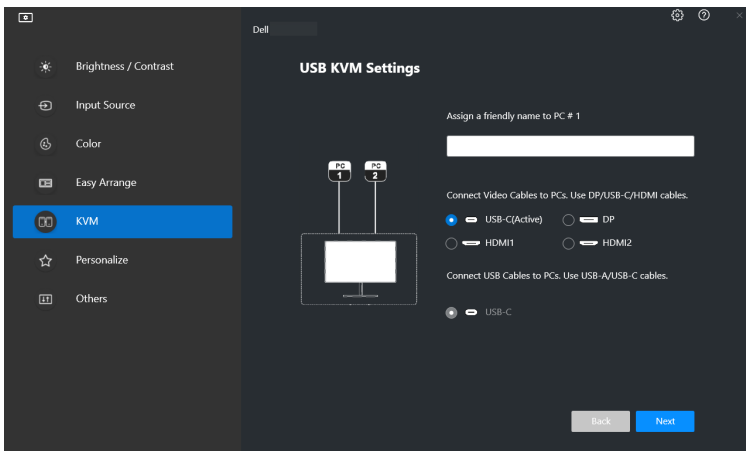 Dell
Brightness / Contrast
Input Source
Color
Easy Arrange
KVM
Personalize
Others
USB KVM Settings
PC 1
PC 2
Assign a friendly name to PC # 1
Connect Video Cables to PCs. Use DP/USB-C/HDMI cables.
USB-C(Active) DP
HDMI1 HDMI2
Connect USB Cables to PCs. Use USB-A/USB-C cables.
USB-C
Back Next